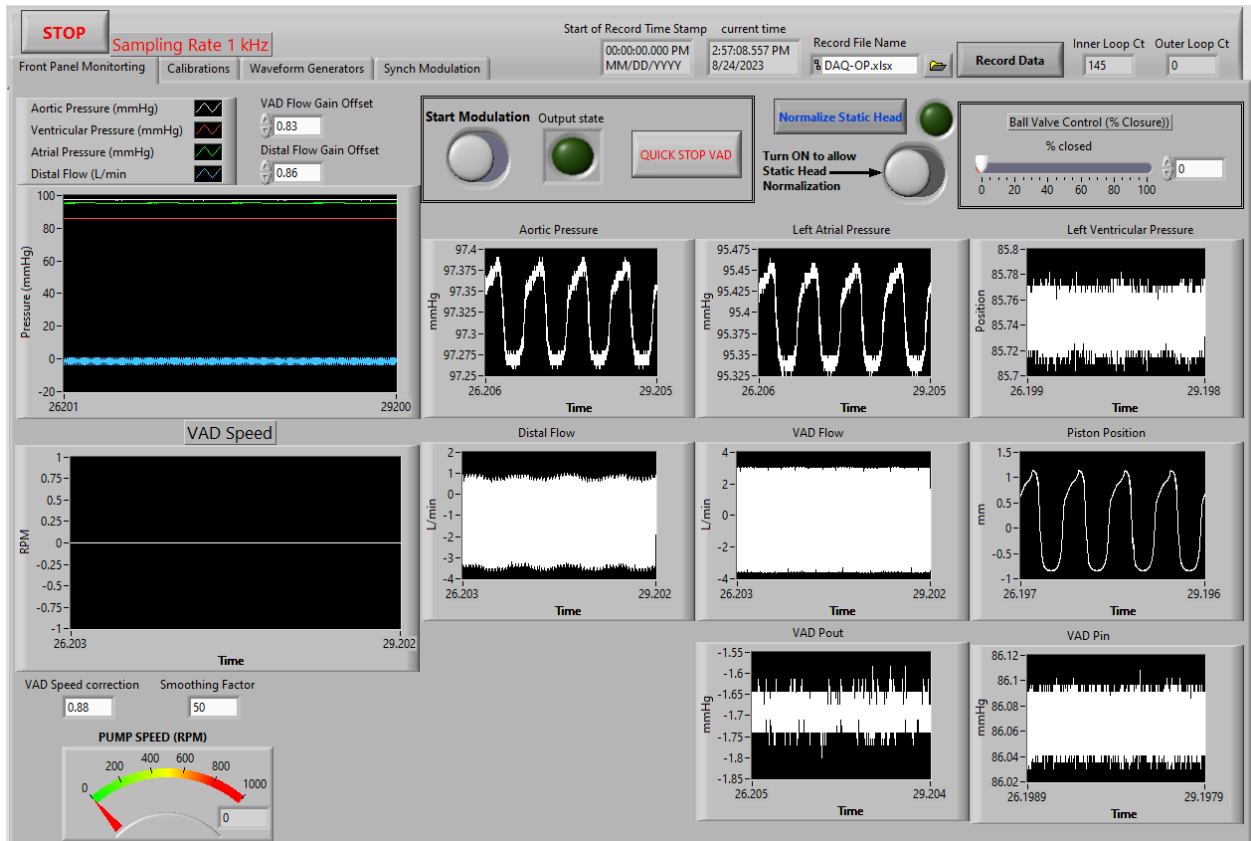 STOP
Sampling Rate 1 kHz
Start of Record Time Stamp
00:00:00.000 PM
MM/DD/YYYY
current time
2:57:08.557 PM
8/24/2023
Record File Name
DAQ-OP.xlsx
Record Data
Inner Loop Ct
145
Outer Loop Ct
0
Front Panel Monitorting
Calibrations
Waveform Generators
Synch Modulation
Aortic Pressure (mmHg)
Ventricular Pressure (mmHg)
Atrial Pressure (mmHg)
Distal Flow (L/min
VAD Flow Gain Offset
0.83
Distal Flow Gain Offset
0.86
Start Modulation
Output state
QUICK STOP VAD
Normalize Static Head
Turn ON to allow
Static Head
Normalization
Ball Valve Control (% Closure))
% closed
0 20 40 60 80 100
0
Pressure (mmHg)
100
80
60
40
20
0
-20
26201
29200
Aortic Pressure
mmHg
97.4
97.375
97.35
97.325
97.3
97.275
97.25
26.206
29.205
Time
Left Atrial Pressure
mmHg
95.475
95.45
95.425
95.4
95.375
95.35
95.325
26.206
29.205
Time
Left Ventricular Pressure
Position
85.8
85.78
85.76
85.74
85.72
85.7
26.199
29.198
Time
VAD Speed
RPM
1
0.75
0.5
0.25
0
-0.25
-0.5
-0.75
-1
26.203
29.202
Time
Distal Flow
L/min
2
1
0
-1
-2
-3
-4
26.203
29.202
Time
VAD Flow
L/min
4
2
0
-2
-4
26.203
29.202
Time
Piston Position
mm
1.5
1
0.5
0
-0.5
-1
26.197
29.196
Time
VAD Speed correction
0.88
Smoothing Factor
50
PUMP SPEED (RPM)
0
200
400
600
800
1000
0
VAD Pout
mmHg
-1.55
-1.6
-1.65
-1.7
-1.75
-1.8
-1.85
26.205
29.204
Time
VAD Pin
mmHg
86.12
86.1
86.08
86.06
86.04
86.02
26.1989
29.1979
Time